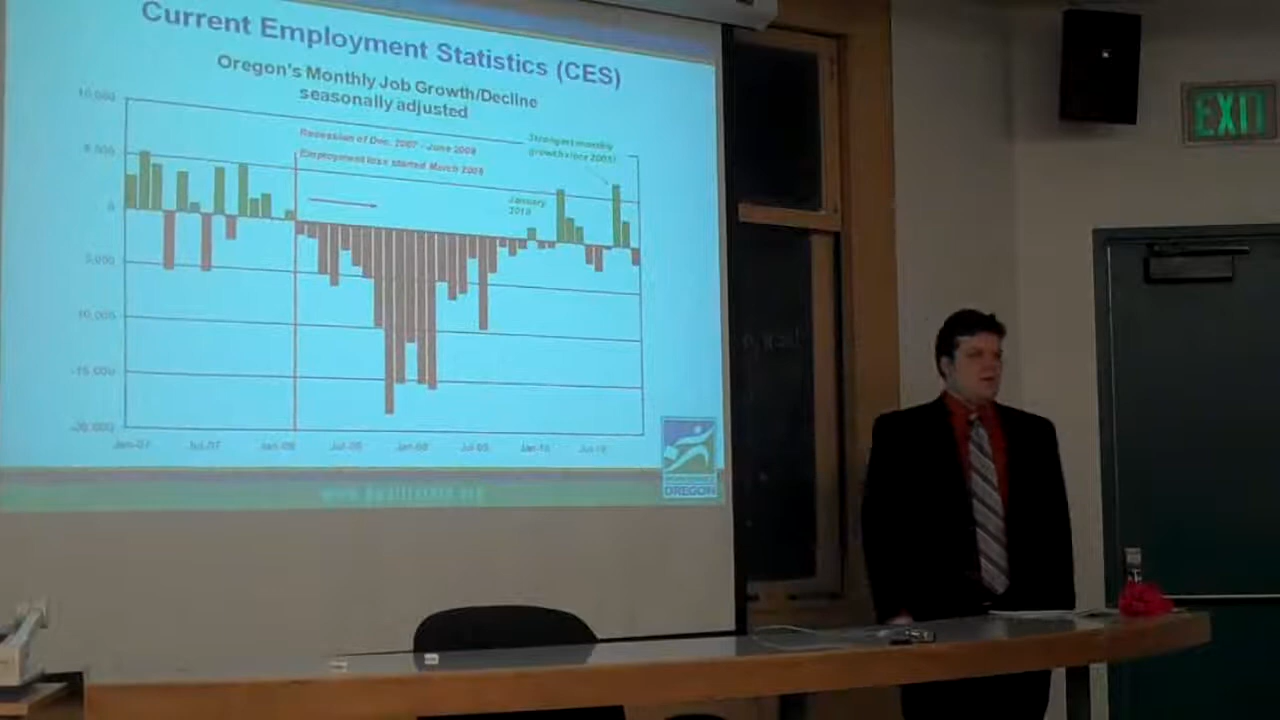 Current Employment Statistics (CES)
Oregon's Monthly Job Growth/Decline
seasonally adjusted
10,000
5,000
0
5,000
10,000
-15,000
-20,000
Recession of Dec. 2007 - June 2009
Employment loss started March 2008
Strongest monthly
growth since 2005!
January
2010
Jan-07
Jul-07
Jan-08
Jul-08
Jan-09
Jul-09
Jan-10
Jul-10
OREGON
EXIT